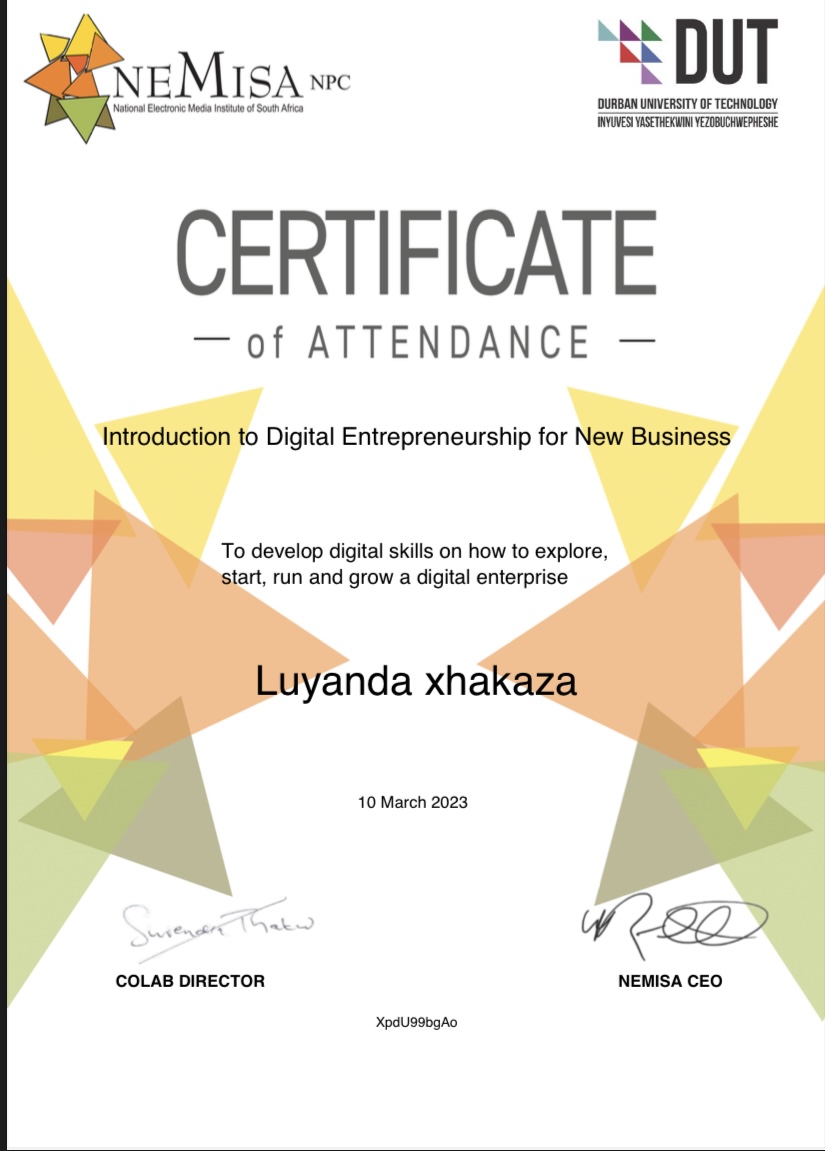 NEMISA NPC
National Electronic Media Institute of South Africa
DUT
DURBAN UNIVERSITY OF TECHNOLOGY
INYUVESI YASETHEKWINI YEZOBUCHWEPHESHE
CERTIFICATE
— of ATTENDANCE —
Introduction to Digital Entrepreneurship for New Business
To develop digital skills on how to explore,
start, run and grow a digital enterprise
Luyanda xhakaza
10 March 2023
COLAB DIRECTOR
NEMISA CEO
XpdU99bgAo